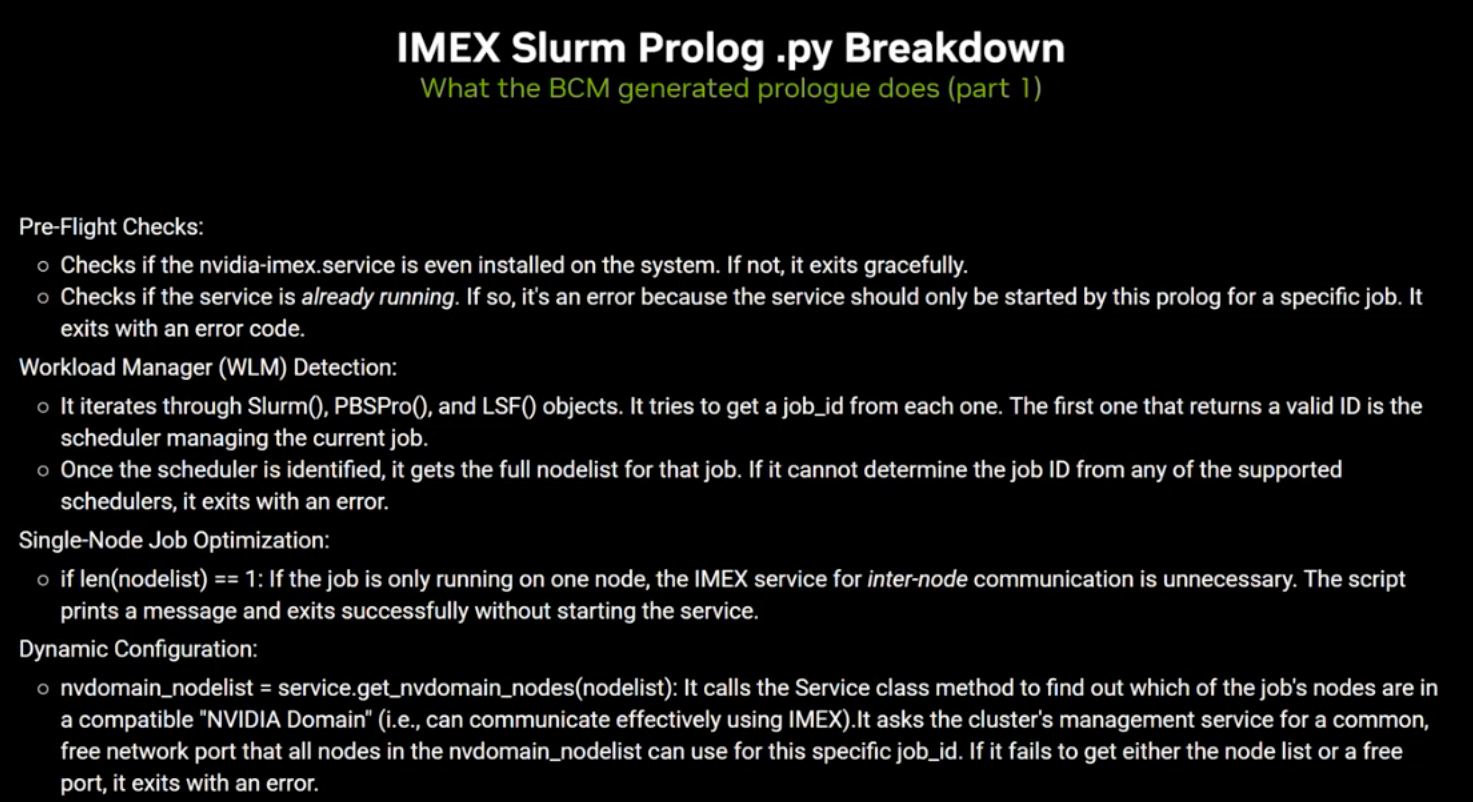 IMEX Slurm Prolog .py Breakdown
What the BCM generated prologue does (part 1)
Pre-Flight Checks:
○ Checks if the nvidia-imex.service is even installed on the system. If not, it exits gracefully.
○ Checks if the service is already running. If so, it's an error because the service should only be started by this prolog for a specific job. It
exits with an error code.
Workload Manager (WLM) Detection:
○ It iterates through Slurm(), PBSPro(), and LSF() objects. It tries to get a job_id from each one. The first one that returns a valid ID is the
scheduler managing the current job.
○ Once the scheduler is identified, it gets the full nodelist for that job. If it cannot determine the job ID from any of the supported
schedulers, it exits with an error.
Single-Node Job Optimization:
○ if len(nodelist) == 1: If the job is only running on one node, the IMEX service for inter-node communication is unnecessary. The script
prints a message and exits successfully without starting the service.
Dynamic Configuration:
○ nvdomain_nodelist = service.get_nvdomain_nodes(nodelist): It calls the Service class method to find out which of the job's nodes are in
a compatible "NVIDIA Domain" (i.e., can communicate effectively using IMEX).It asks the cluster's management service for a common,
free network port that all nodes in the nvdomain_nodelist can use for this specific job_id. If it fails to get either the node list or a free
port, it exits with an error.